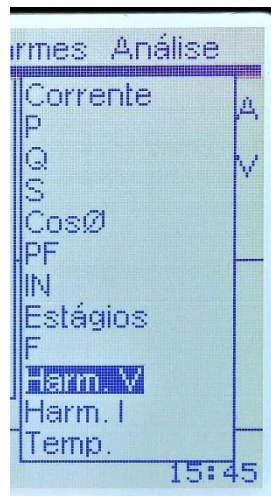 rmes Análise
Corrente
P
Q
S
CosØ
PF
IN
Estágios
F
Harm. V
Harm. I
Temp.
A
V
15:45